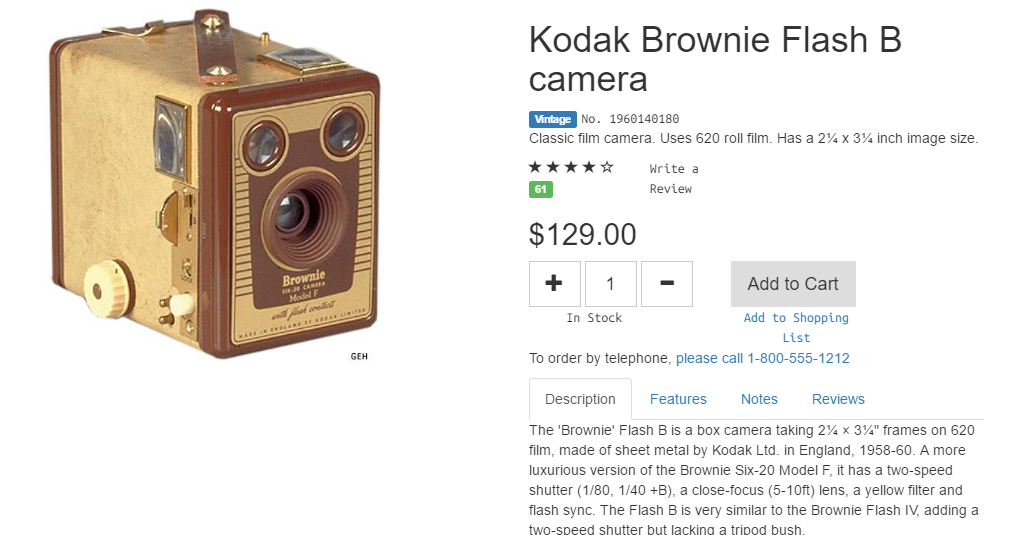 Kodak Brownie Flash B
camera
Vintage No. 1960140180
Classic film camera. Uses 620 roll film. Has a 2¼ x 3¼ inch image size.
Write a
61 Review
$129.00
1
Add to Cart
In Stock
Add to Shopping
List
To order by telephone, please call 1-800-555-1212
Description Features Notes Reviews
The 'Brownie' Flash B is a box camera taking 2¼ × 3¼" frames on 620
film, made of sheet metal by Kodak Ltd. in England, 1958-60. A more
luxurious version of the Brownie Six-20 Model F, it has a two-speed
shutter (1/80, 1/40 +B), a close-focus (5-10ft) lens, a yellow filter and
flash sync. The Flash B is very similar to the Brownie Flash IV, adding a
two-speed shutter but lacking a tripod bush.
LOCK
Brownie
SIX-20 CAMERA
Model F
with flash contacts
MADE IN ENGLAND BY KODAK LIMITED
GEH